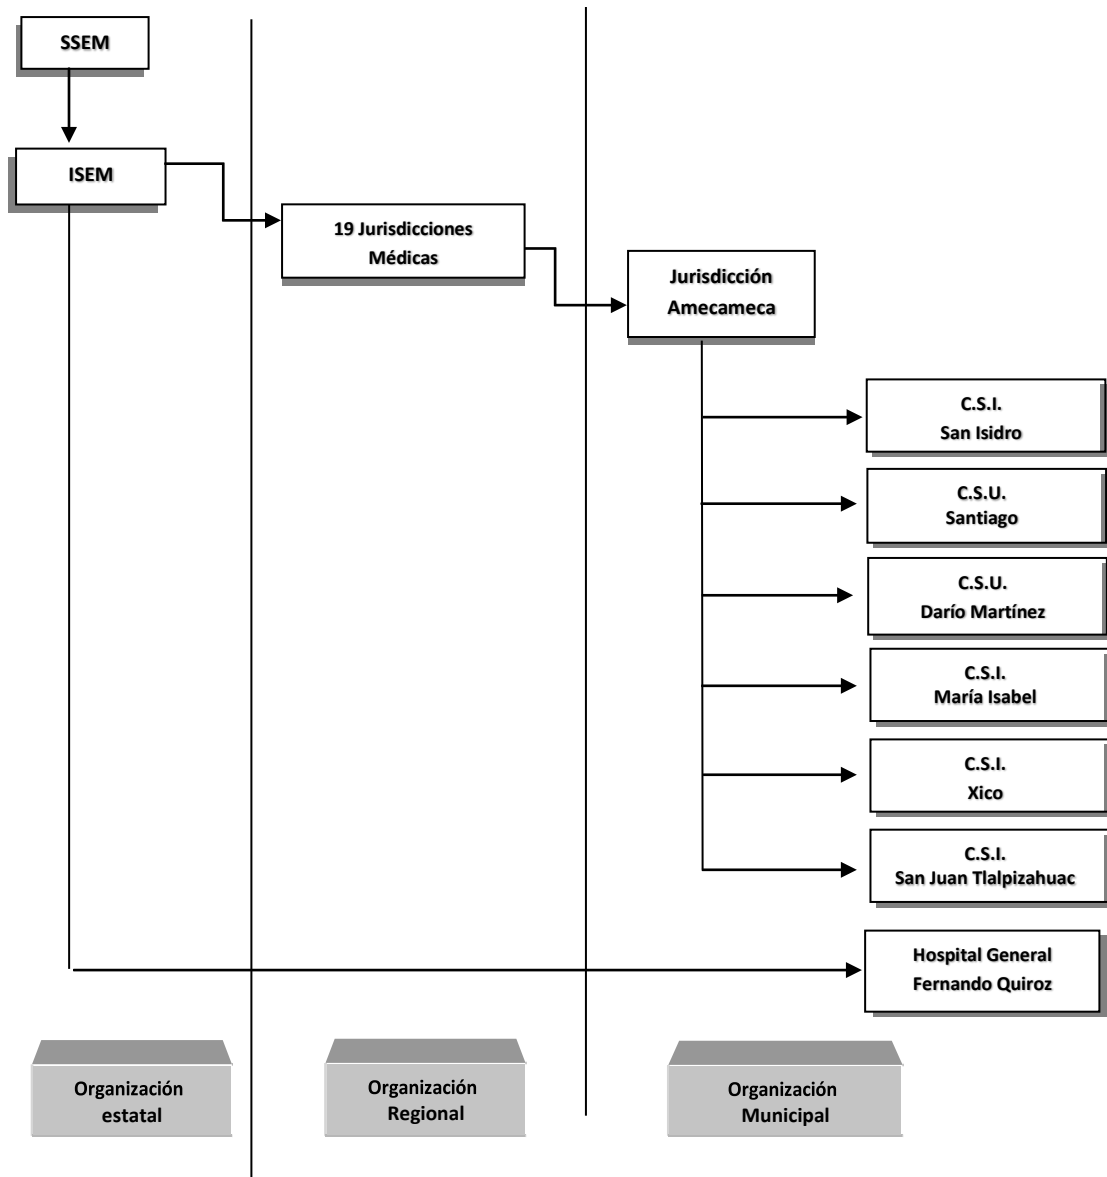 SSEM
ISEM
19 Jurisdicciones
Médicas
Jurisdicción
Amecameca
C.S.I.
San Isidro
C.S.U.
Santiago
C.S.U.
Darío Martínez
C.S.I.
María Isabel
C.S.I.
Xico
C.S.I.
San Juan Tlalpizahuac
Hospital General
Fernando Quiroz
Organización
estatal
Organización
Regional
Organización
Municipal